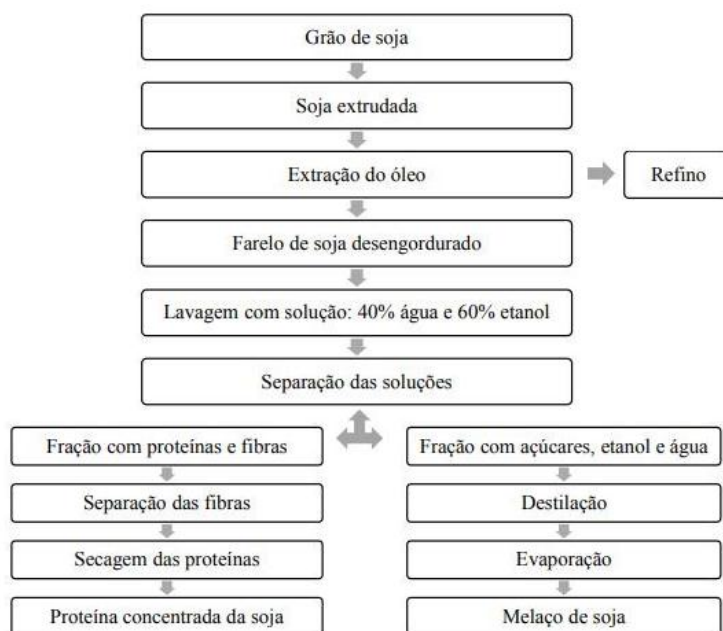 Grão de soja
Soja extrudada
Extração do óleo
Refino
Farelo de soja desengordurado
Lavagem com solução: 40% água e 60% etanol
Separação das soluções
Fração com proteínas e fibras
Fração com açúcares, etanol e água
Separação das fibras
Destilação
Secagem das proteínas
Evaporação
Proteína concentrada da soja
Melaço de soja